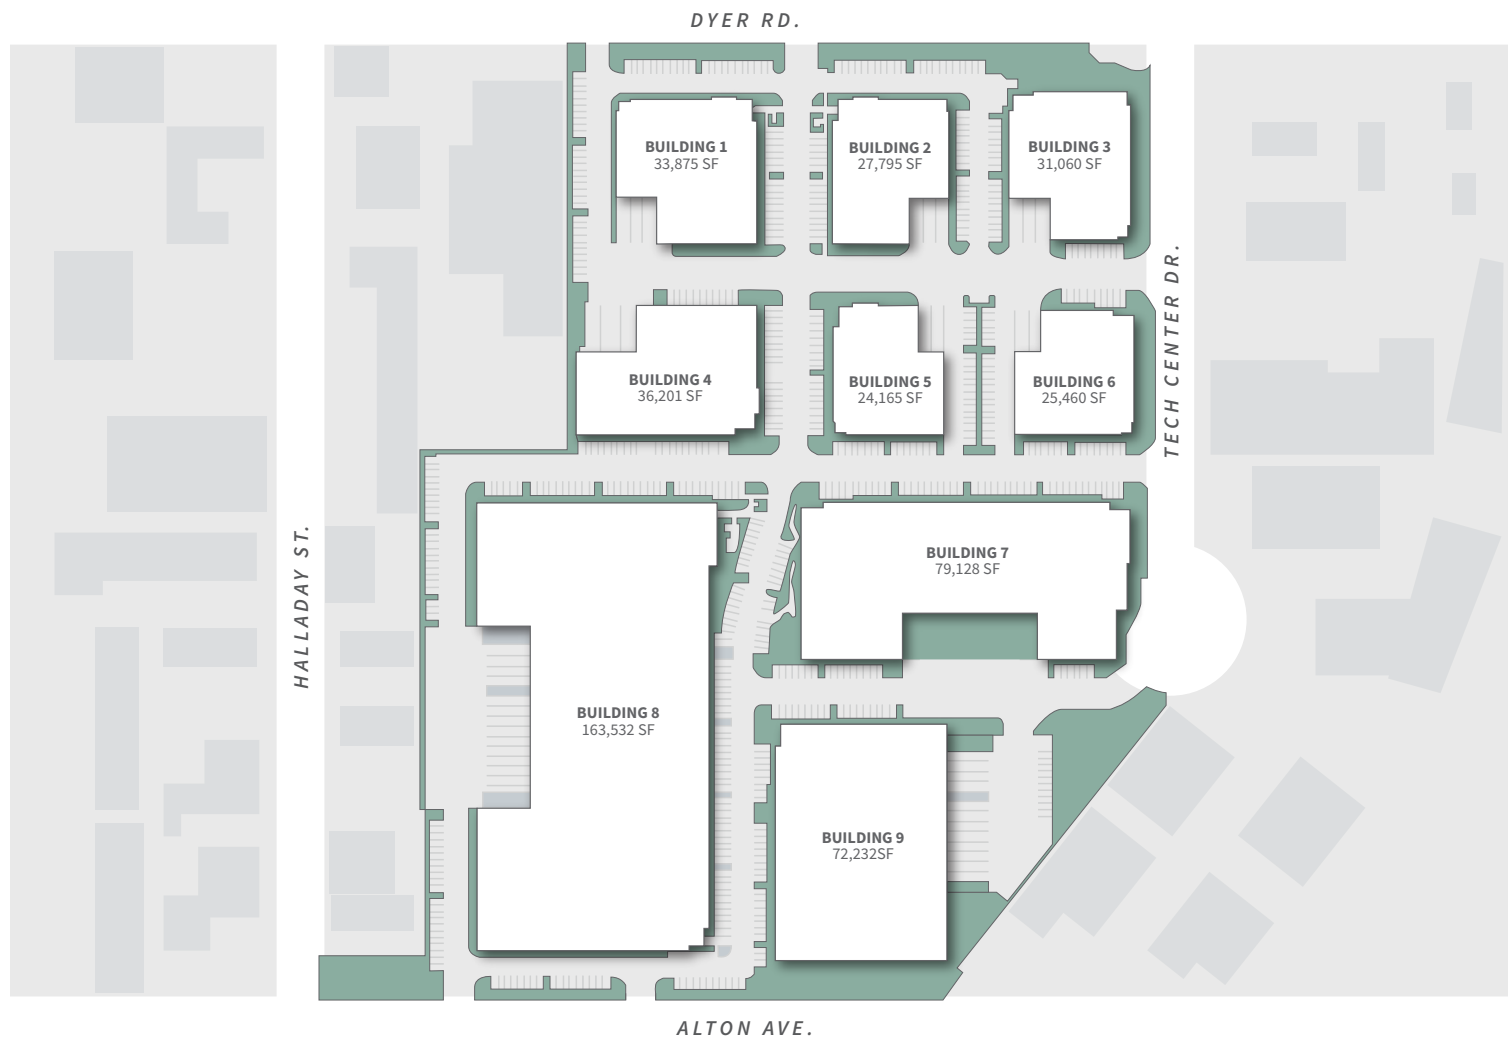 DYER RD.
BUILDING 1
33,875 SF
BUILDING 2
27,795 SF
BUILDING 3
31,060 SF
TECH CENTER DR.
BUILDING 4
36,201 SF
BUILDING 5
24,165 SF
BUILDING 6
25,460 SF
HALLADAY ST.
BUILDING 7
79,128 SF
BUILDING 8
163,532 SF
BUILDING 9
72,232SF
ALTON AVE.